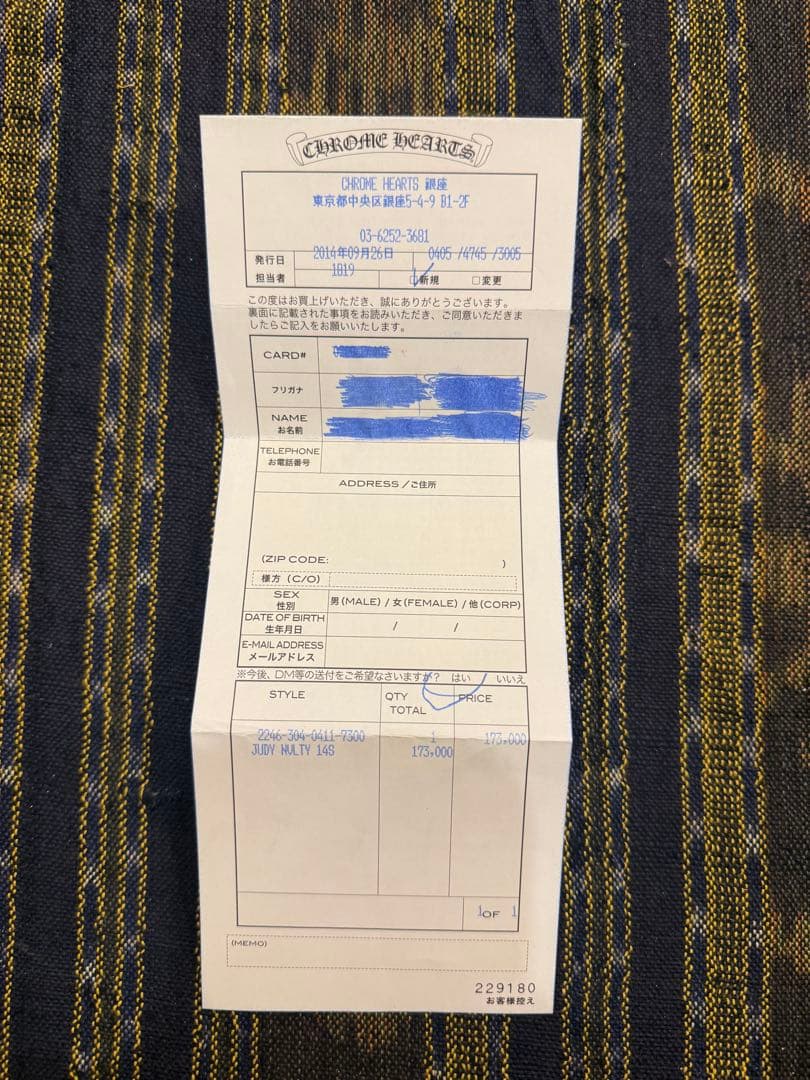 CHROME HEARTS
CHROME HEARTS 銀座
東京都中央区銀座5-4-9 B1-2F
03-6252-3681
発行日 2014年09月26日 0405 /4745 /3005
担当者 1819 □新規 □変更
この度はお買上げいただき、誠にありがとうございます。
裏面に記載された事項をお読みいただき、ご同意いただきま
したらご記入をお願いいたします。
CARD#
フリガナ
NAME
お名前
TELEPHONE
お電話番号
ADDRESS /ご住所
(ZIP CODE: )
様方 (C/O)
SEX
性別 男(MALE) / 女(FEMALE) / 他(CORP)
DATE OF BIRTH
生年月日 / /
E-MAIL ADDRESS
メールアドレス
※今後、DM等の送付をご希望なさいますか? はい いいえ
STYLE QTY PRICE
TOTAL
2246-304-0411-7300 1 173,000
JUDY NVLTY 14S 173,000
1 OF 1
(MEMO)
229180
お客様控え